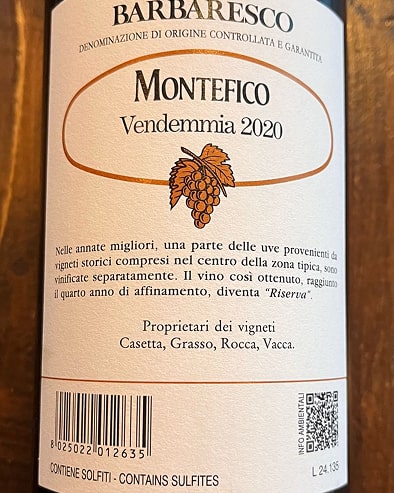 BARBARESCO
DENOMINAZIONE DI ORIGINE CONTROLLATA E GARANTITA
MONTEFICO
Vendemmia 2020
Nelle annate migliori, una parte delle uve provenienti da
vigneti storici compresi nel centro della zona tipica, sono
vinificate separatamente. Il vino così ottenuto, raggiunto
il quarto anno di affinamento, diventa "Riserva".
Proprietari dei vigneti
Casetta, Grasso, Rocca, Vacca.
INFO AMBIENTALI
8 025022 012635
L 24.135
CONTIENE SOLFITI - CONTAINS SULFITES